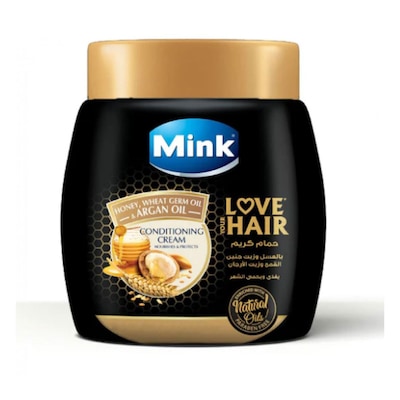 Mink
HONEY, WHEAT GERM OIL
& ARGAN OIL
CONDITIONING
CREAM
NOURISHES & PROTECTS
LOVE
YOUR
HAIR
حمام كريم
بالعسل وزيت جنين
القمح وزيت الأرجان
يغذي ويحمي الشعر
ENRICHED WITH
Natural
Oils
PARABEN FREE